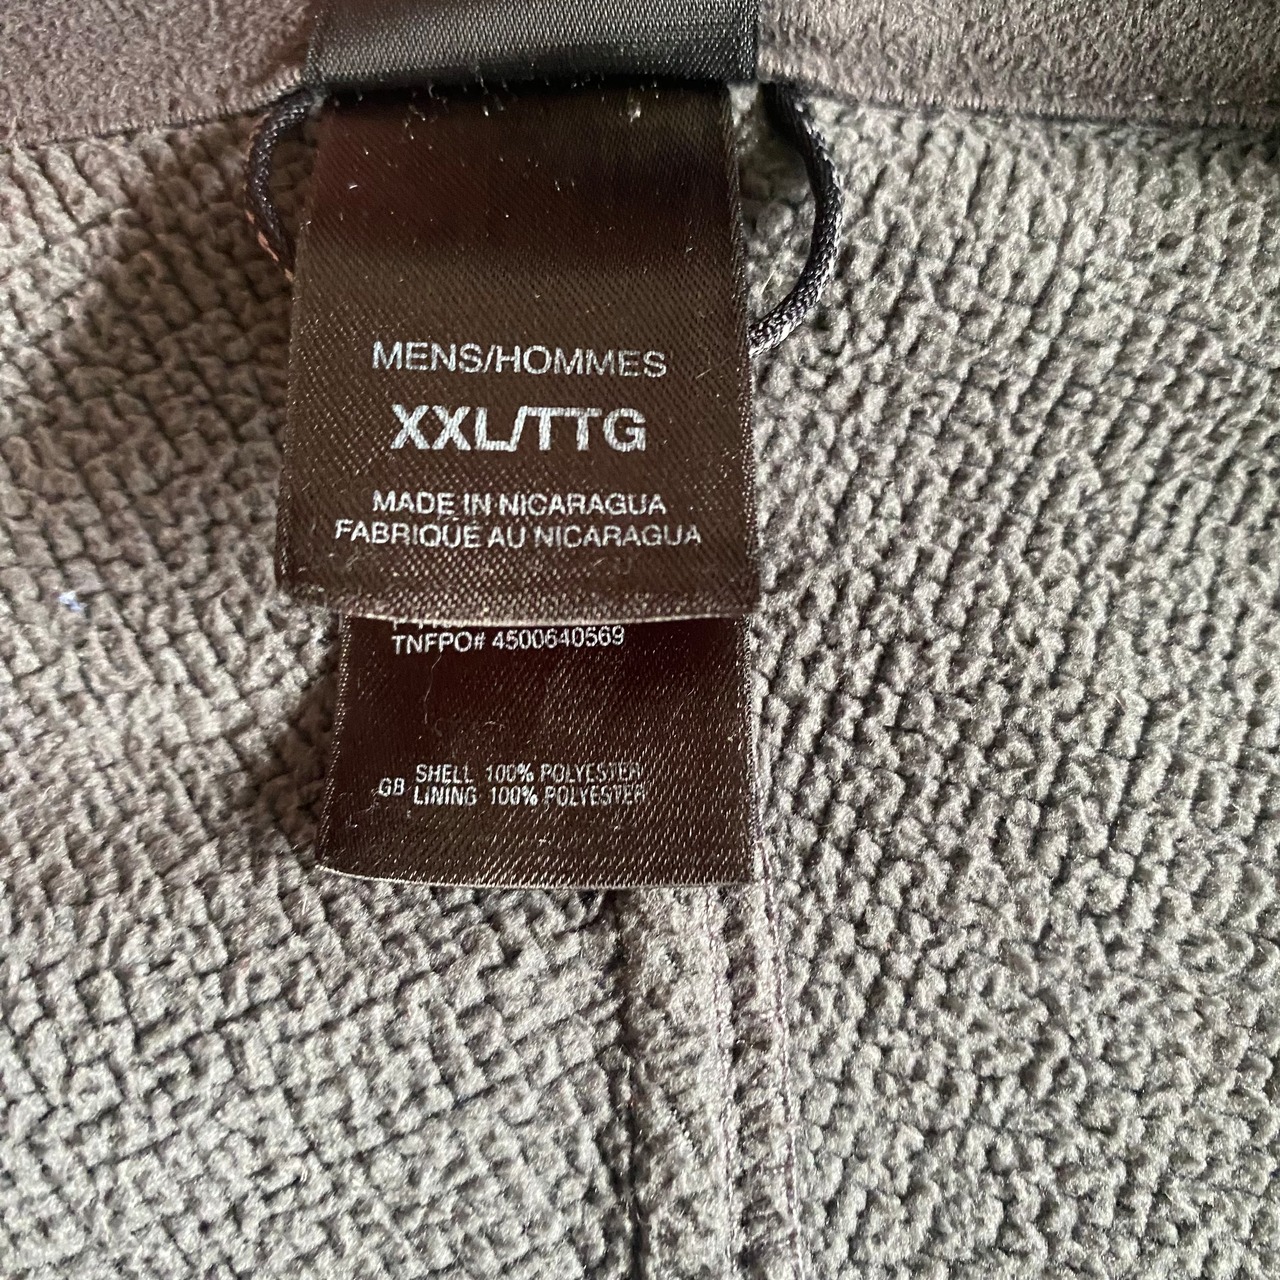 MENS/HOMMES
XXL/TTG
MADE IN NICARAGUA
FABRIQUÉ AU NICARAGUA
TNFPO# 4500640569
GB SHELL 100% POLYESTER
LINING 100% POLYESTER